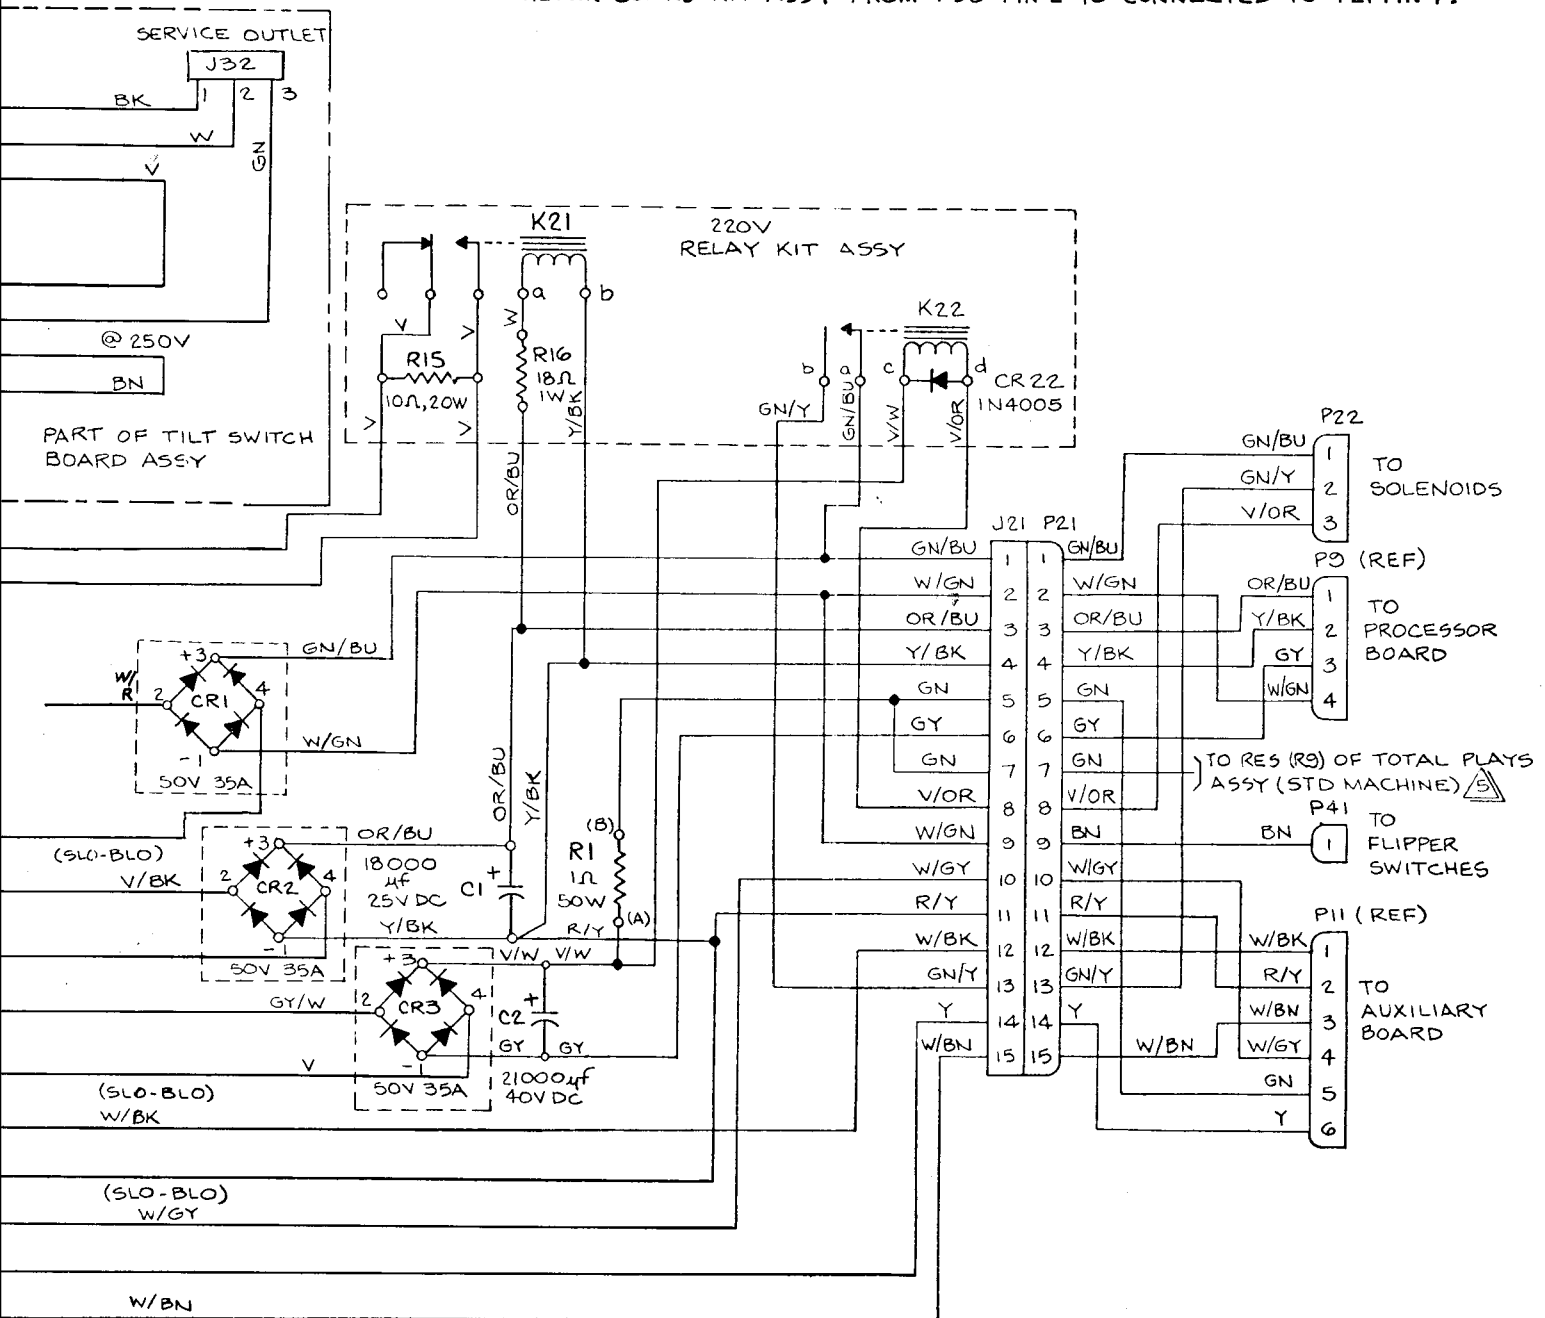 SERVICE OUTLET
J32
1 2 3
BK
W
GN
V
@ 250V
BN
PART OF TILT SWITCH
BOARD ASSY
220V
RELAY KIT ASSY
K21
a b
V
V
W
R15
10Ω, 20W
R16
18Ω
1W
Y/BK
V
V
OR/BU
K22
b a c d
CR22
1N4005
GN/Y
GN/BU
V/W
V/OR
P22
GN/BU 1
GN/Y 2
V/OR 3
TO
SOLENOIDS
J21 P21
GN/BU 1 1 GN/BU
W/GN 2 2 W/GN
OR/BU 3 3 OR/BU
Y/BK 4 4 Y/BK
GN 5 5 GN
GY 6 6 GY
GN 7 7 GN
V/OR 8 8 V/OR
W/GN 9 9 BN
W/GY 10 10 W/GY
R/Y 11 11 R/Y
W/BK 12 12 W/BK
GN/Y 13 13 GN/Y
Y 14 14 Y
W/BN 15 15 W/BN
P9 (REF)
OR/BU 1
Y/BK 2
GY 3
W/GN 4
TO
PROCESSOR
BOARD
TO RES (R9) OF TOTAL PLAYS
ASSY (STD MACHINE) 5
P41
BN 1
TO
FLIPPER
SWITCHES
P11 (REF)
W/BK 1
R/Y 2
W/BN 3
W/GY 4
GN 5
Y 6
TO
AUXILIARY
BOARD
GN/BU
W/
R
+3
2 4
CR1
-1
W/GN
50V 35A
(SLO-BLO)
V/BK
OR/BU
+3
2 4
CR2
-1
Y/BK
50V 35A
18000
µf
25V DC
C1 +
OR/BU
Y/BK
(B)
R1
1Ω
50W
(A)
R/Y
V/W V/W
GY/W
+3
2 4
CR3
-1
50V 35A
C2 +
GY GY
21000µf
40V DC
V
(SLO-BLO)
W/BK
(SLO-BLO)
W/GY
W/BN